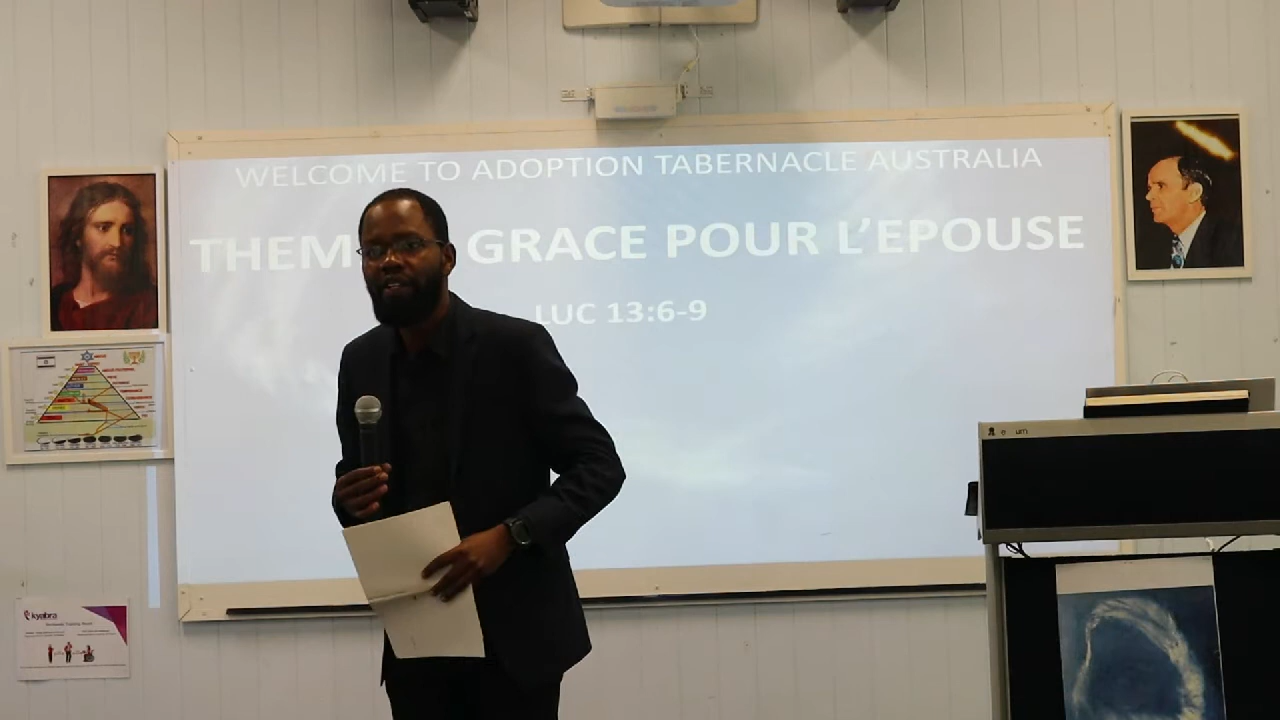 WELCOME TO ADOPTION TABERNACLE AUSTRALIA
THEM GRACE POUR L'EPOUSE
LUC 13:6-9
kyabra